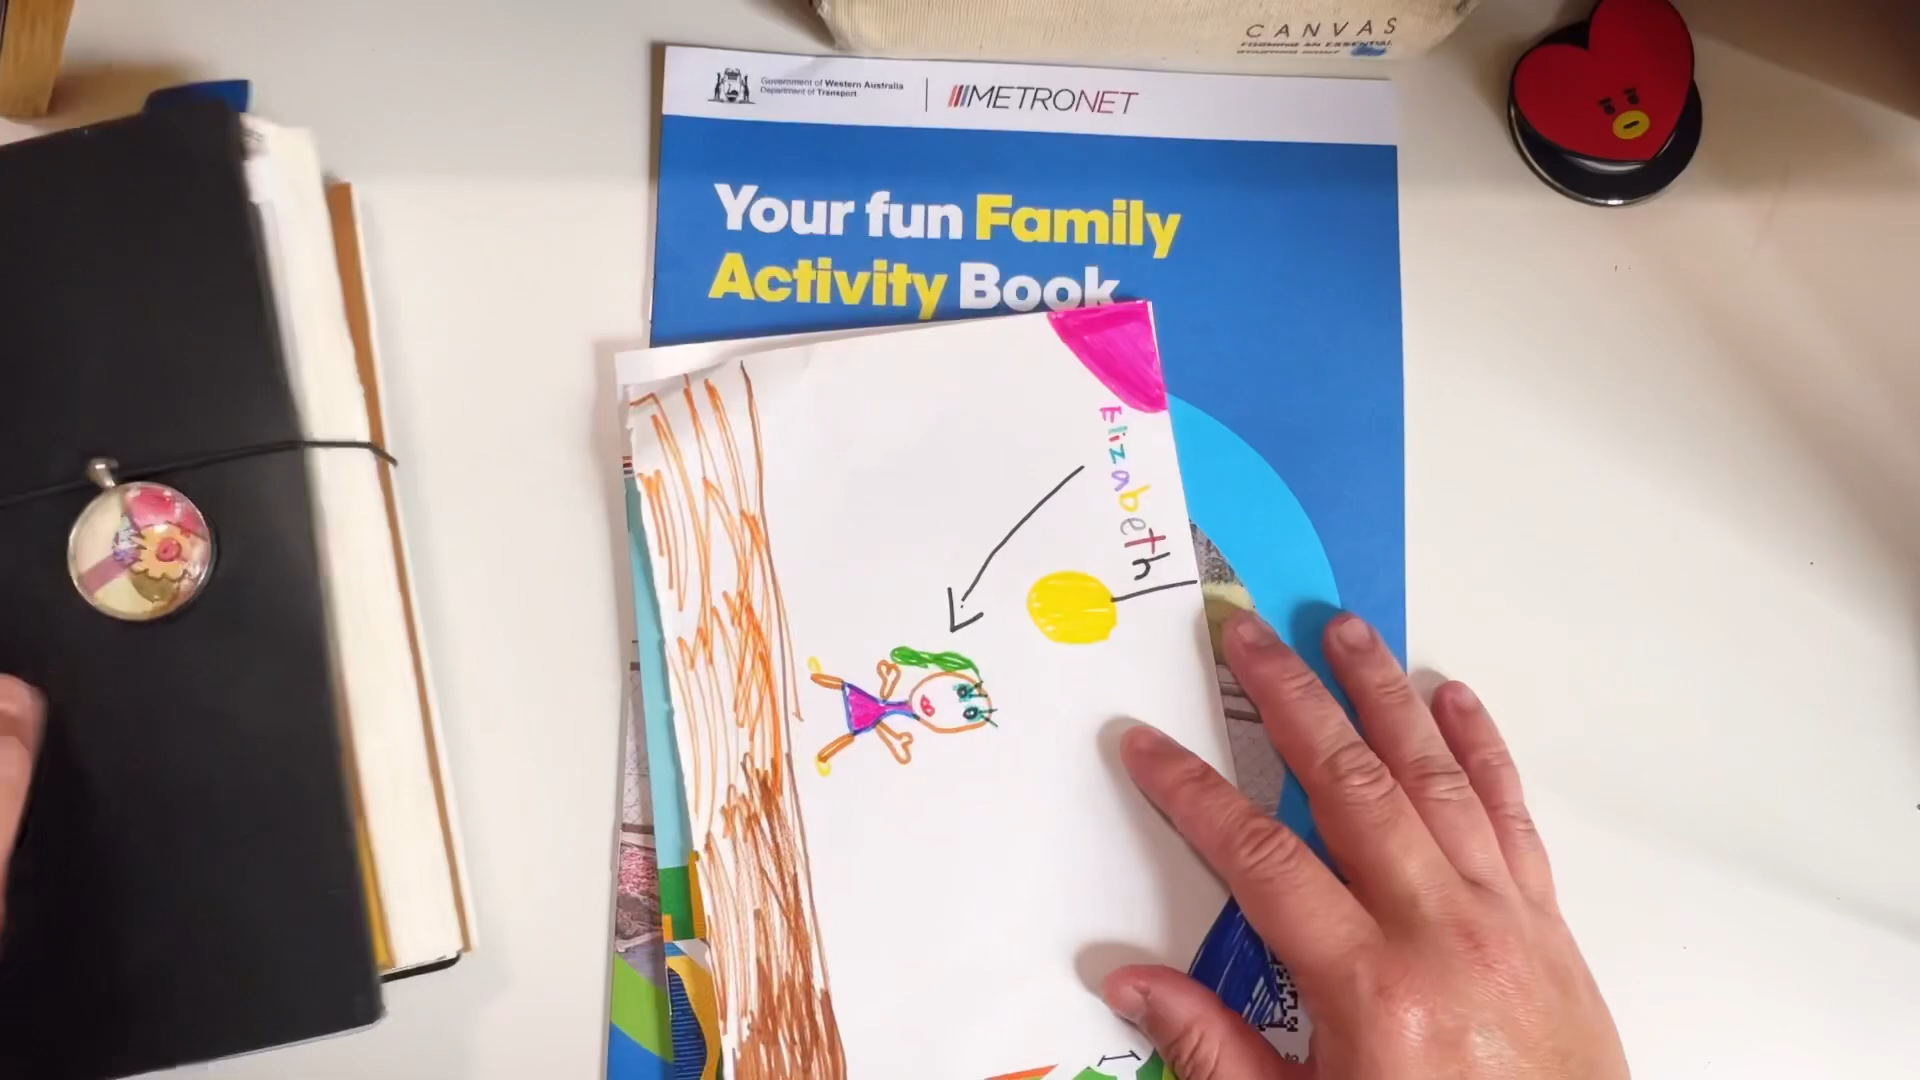 CANVAS
Government of Western Australia
Department of Transport
METRONET
Your fun Family
Activity Book
Elizabeth
I